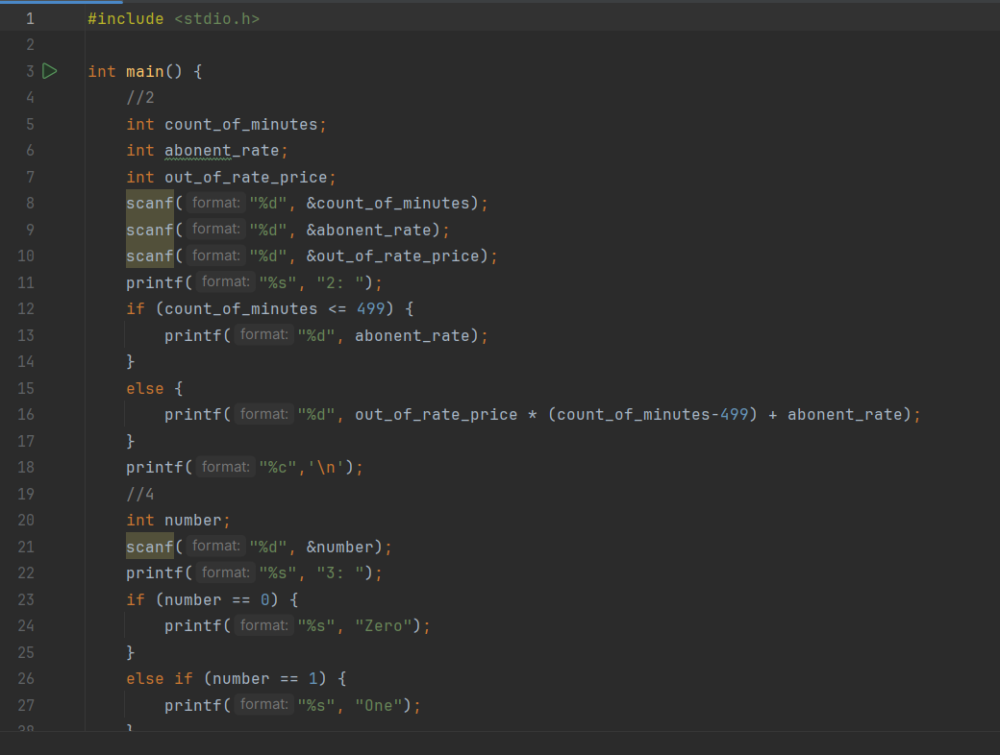 1 #include <stdio.h>
2
3 int main() {
4 //2
5 int count_of_minutes;
6 int abonent_rate;
7 int out_of_rate_price;
8 scanf( format: "%d", &count_of_minutes);
9 scanf( format: "%d", &abonent_rate);
10 scanf( format: "%d", &out_of_rate_price);
11 printf( format: "%s", "2: ");
12 if (count_of_minutes <= 499) {
13 printf( format: "%d", abonent_rate);
14 }
15 else {
16 printf( format: "%d", out_of_rate_price * (count_of_minutes-499) + abonent_rate);
17 }
18 printf( format: "%c",'\n');
19 //4
20 int number;
21 scanf( format: "%d", &number);
22 printf( format: "%s", "3: ");
23 if (number == 0) {
24 printf( format: "%s", "Zero");
25 }
26 else if (number == 1) {
27 printf( format: "%s", "One");
28 }